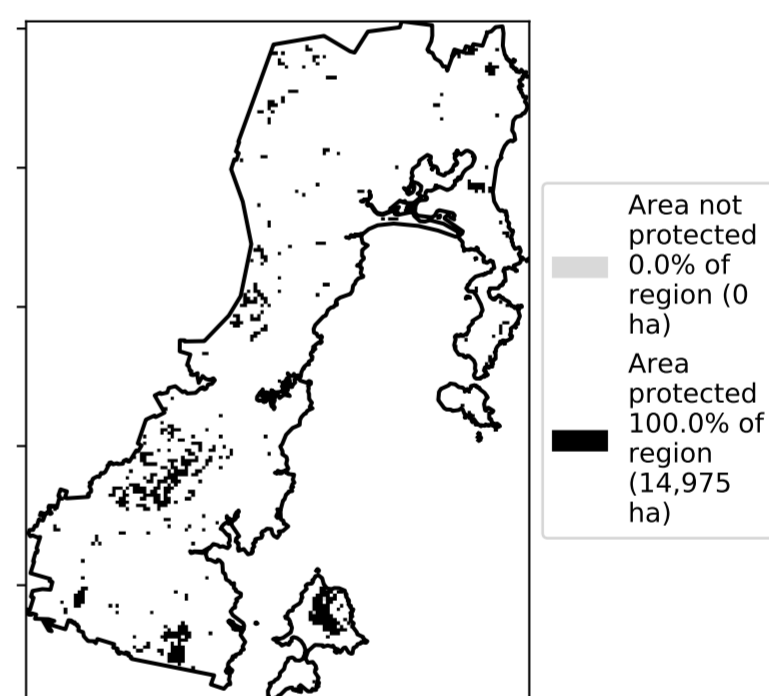 Area not
protected
0.0% of
region (0
ha)
Area
protected
100.0% of
region
(14,975
ha)